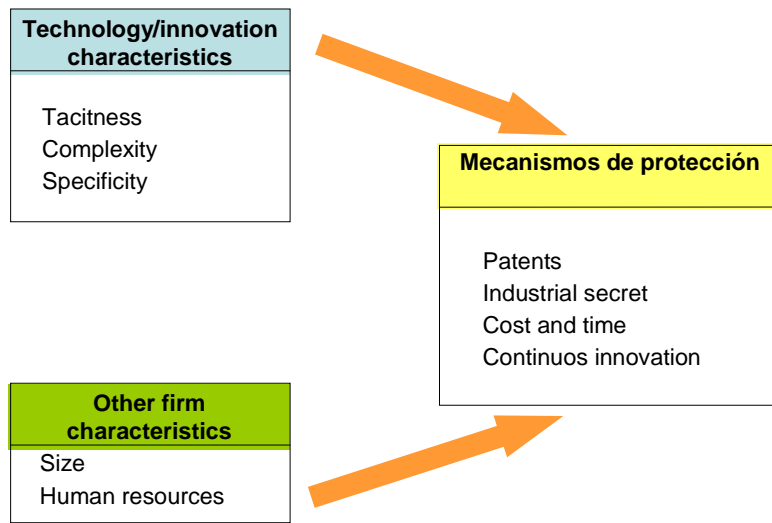 Technology/innovation
characteristics
Tacitness
Complexity
Specificity
Mecanismos de protección
Patents
Industrial secret
Cost and time
Continuos innovation
Other firm
characteristics
Size
Human resources